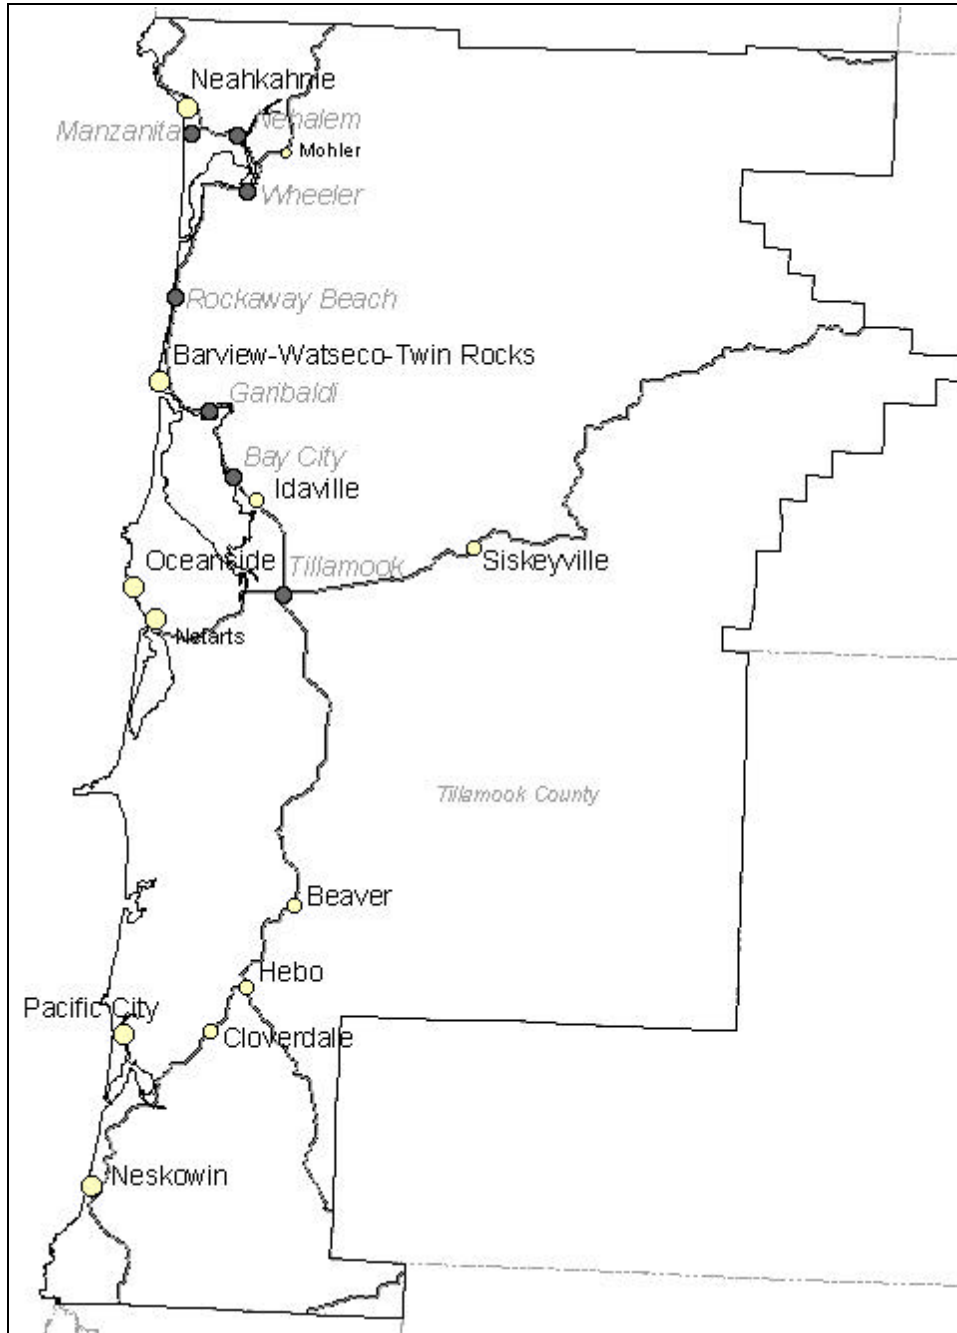 Neahkahnie
Manzanita
Nehalem
Mohler
Wheeler
Rockaway Beach
Barview-Watseco-Twin Rocks
Garibaldi
Bay City
Idaville
Oceanside
Tillamook
Siskeyville
Netarts
Tillamook County
Beaver
Hebo
Pacific City
Cloverdale
Neskowin